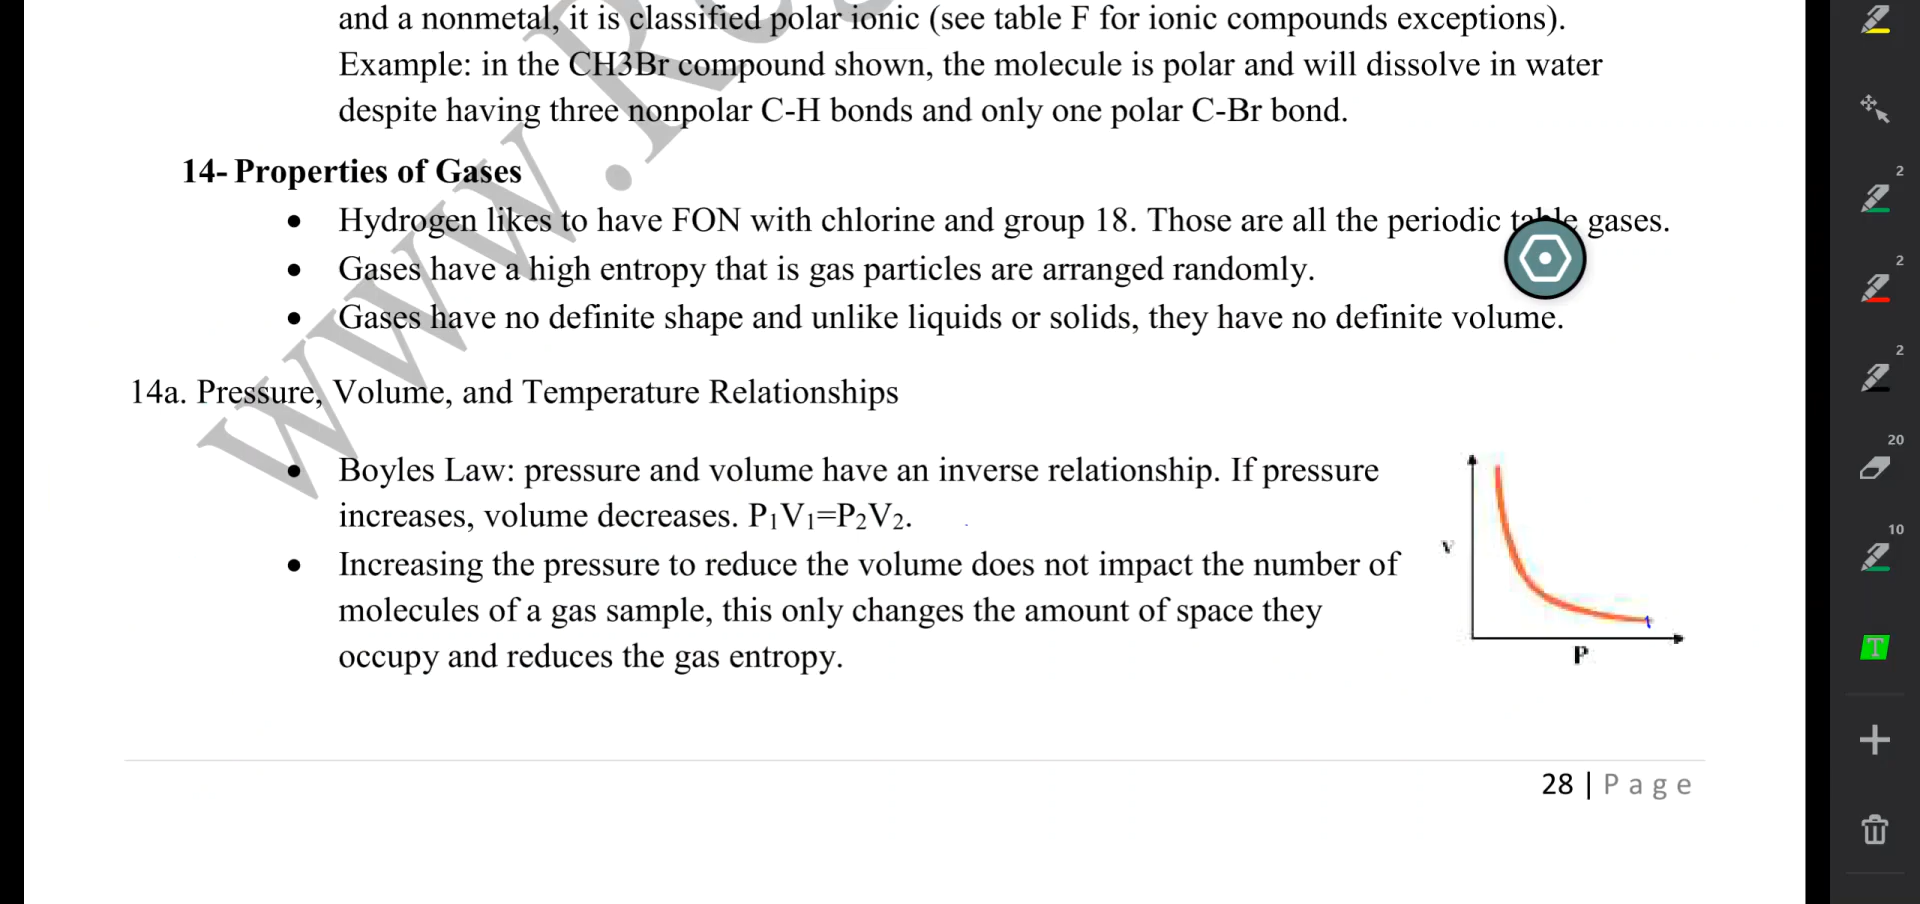 and a nonmetal, it is classified polar ionic (see table F for ionic compounds exceptions).
Example: in the CH3Br compound shown, the molecule is polar and will dissolve in water
despite having three nonpolar C-H bonds and only one polar C-Br bond.
14- Properties of Gases
• Hydrogen likes to have FON with chlorine and group 18. Those are all the periodic table gases.
• Gases have a high entropy that is gas particles are arranged randomly.
• Gases have no definite shape and unlike liquids or solids, they have no definite volume.
14a. Pressure, Volume, and Temperature Relationships
• Boyles Law: pressure and volume have an inverse relationship. If pressure
increases, volume decreases. P₁V₁=P₂V₂.
• Increasing the pressure to reduce the volume does not impact the number of
molecules of a gas sample, this only changes the amount of space they
occupy and reduces the gas entropy.
V
P
28 | Page
www.Re
2
2
2
20
10
T